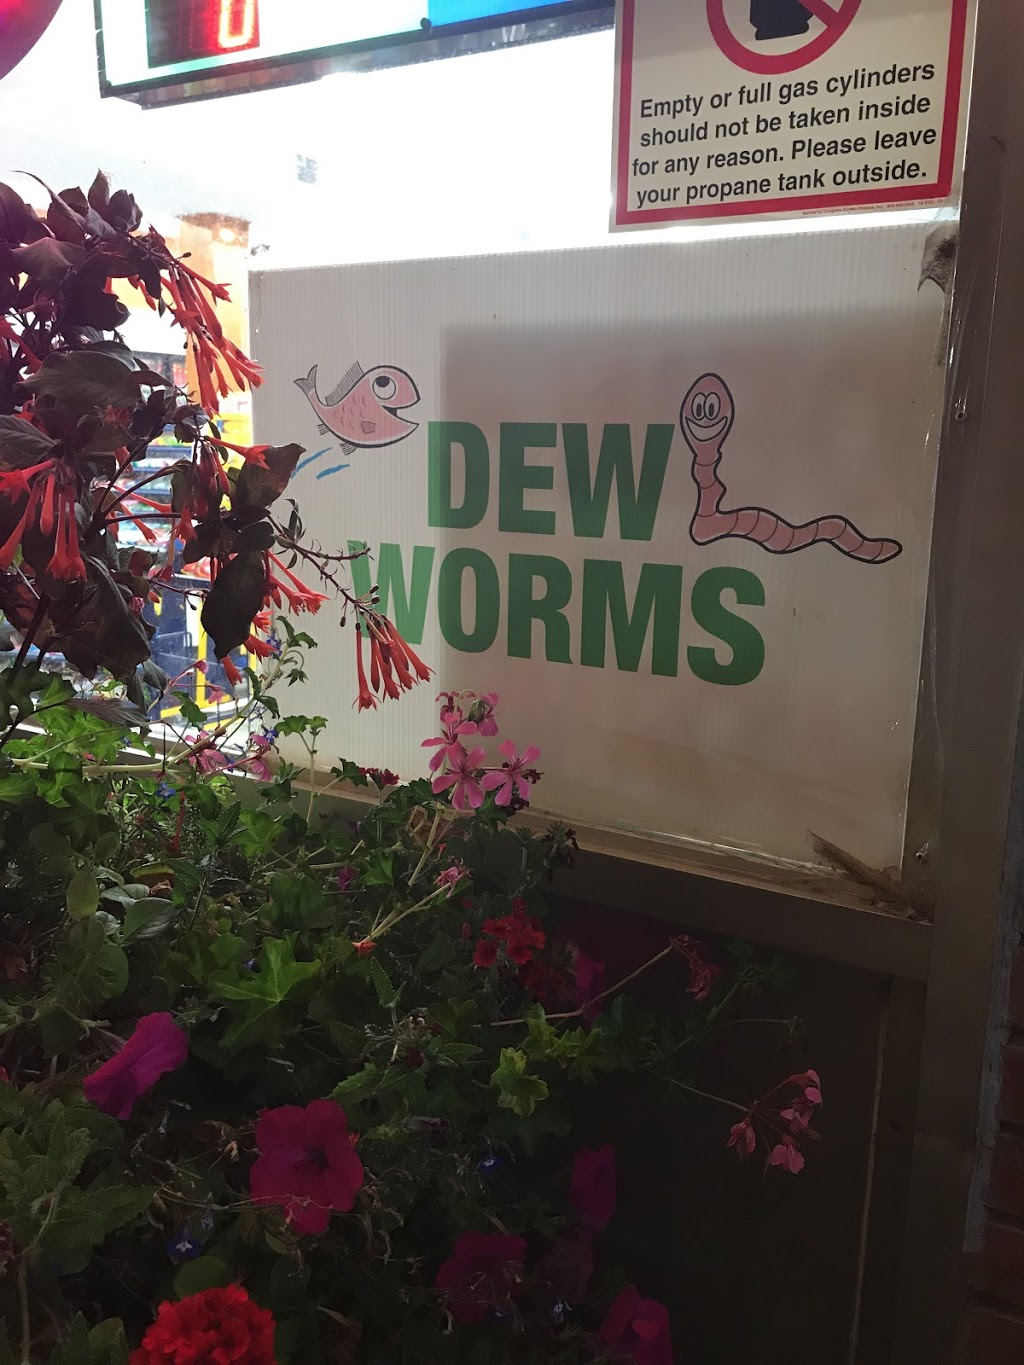 0
Empty or full gas cylinders
should not be taken inside
for any reason. Please leave
your propane tank outside.
DEW
WORMS